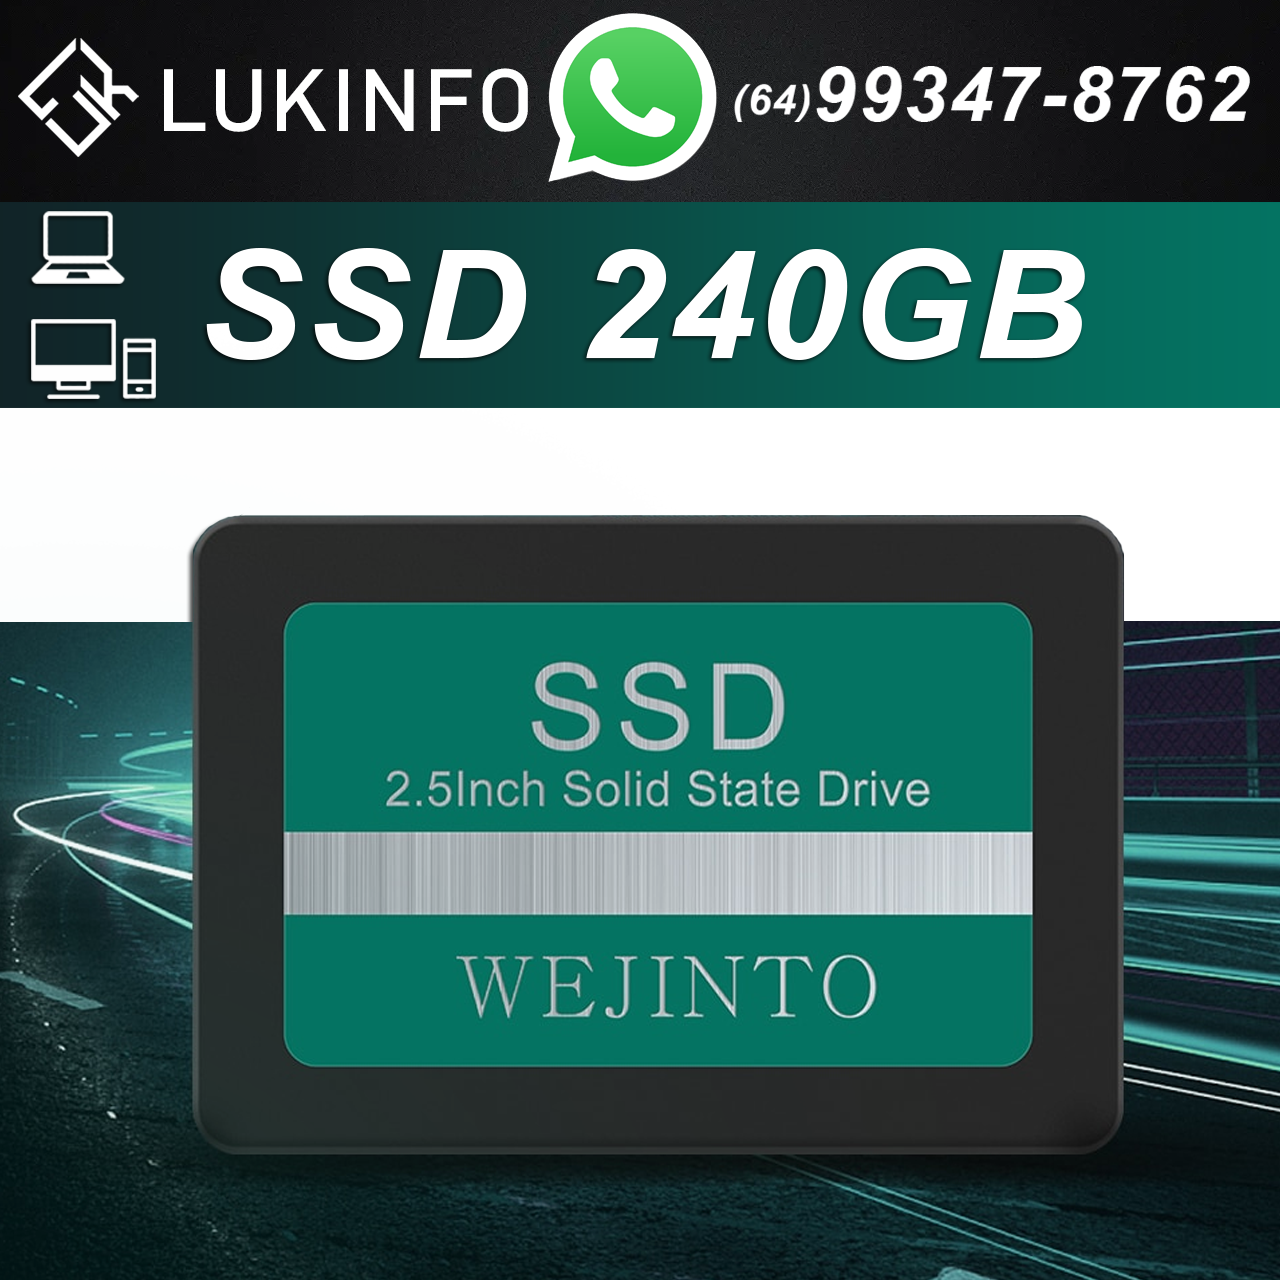 LUKINFO (64)99347-8762
SSD 240GB
SSD
2.5Inch Solid State Drive
WEJINTO